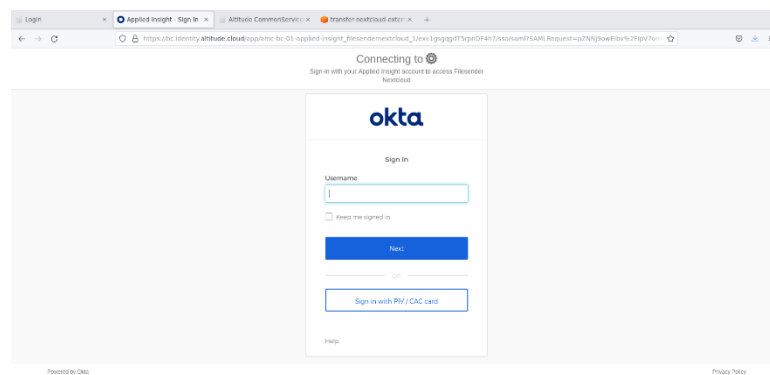 Login
Applied Insight - Sign In
Altitude CommonService
transfer-nextcloud-extern
Connecting to
Sign-in with your Applied Insight account to access Filesender
Nextcloud
okta
Sign In
Username
Keep me signed in
Next
OR
Sign in with PIV / CAC card
Help
Powered by Okta
Privacy Policy